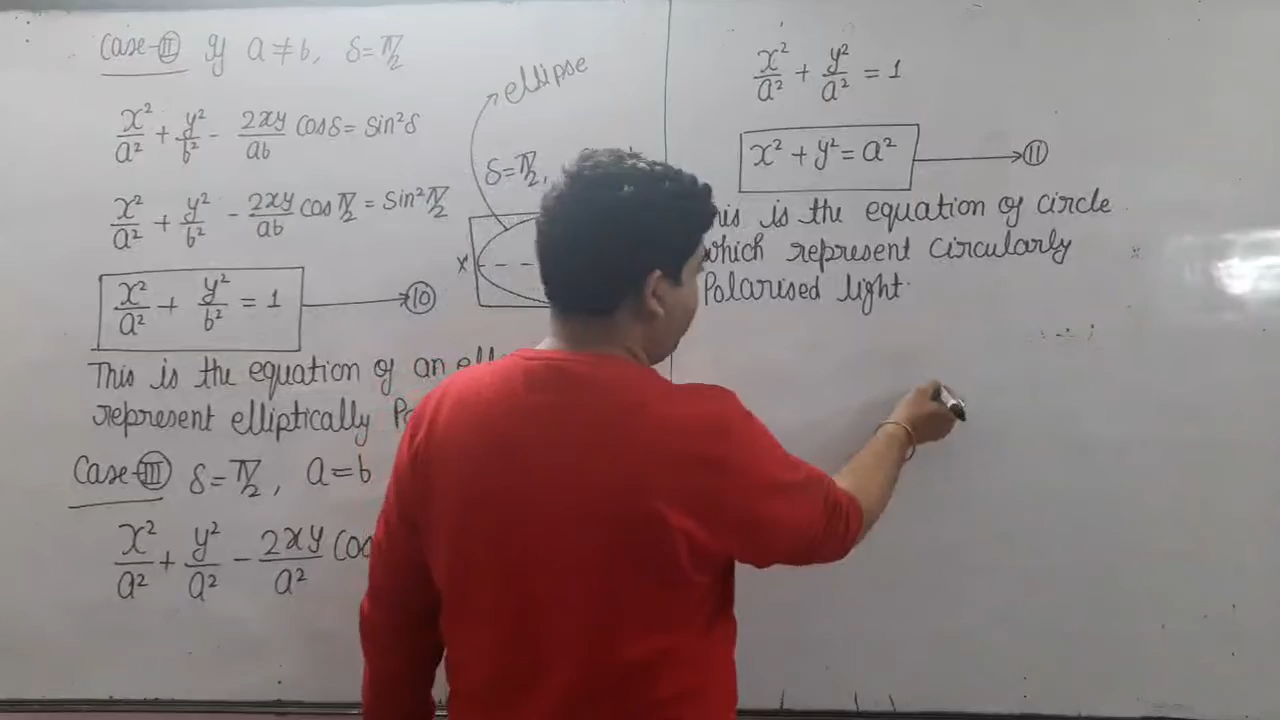 Case-II If a ≠ b, δ = π/2
x²/a² + y²/b² - 2xy/ab cosδ = sin²δ
x²/a² + y²/b² - 2xy/ab cos π/2 = sin² π/2
x²/a² + y²/b² = 1 → 10
This is the equation of an
represent elliptically
Case-III δ = π/2, a = b
x²/a² + y²/a² - 2xy/a² cos
ellipse
δ = π/2,
X'
x²/a² + y²/a² = 1
x² + y² = a² → 11
is the equation of circle
which represent circularly
Polarised light.